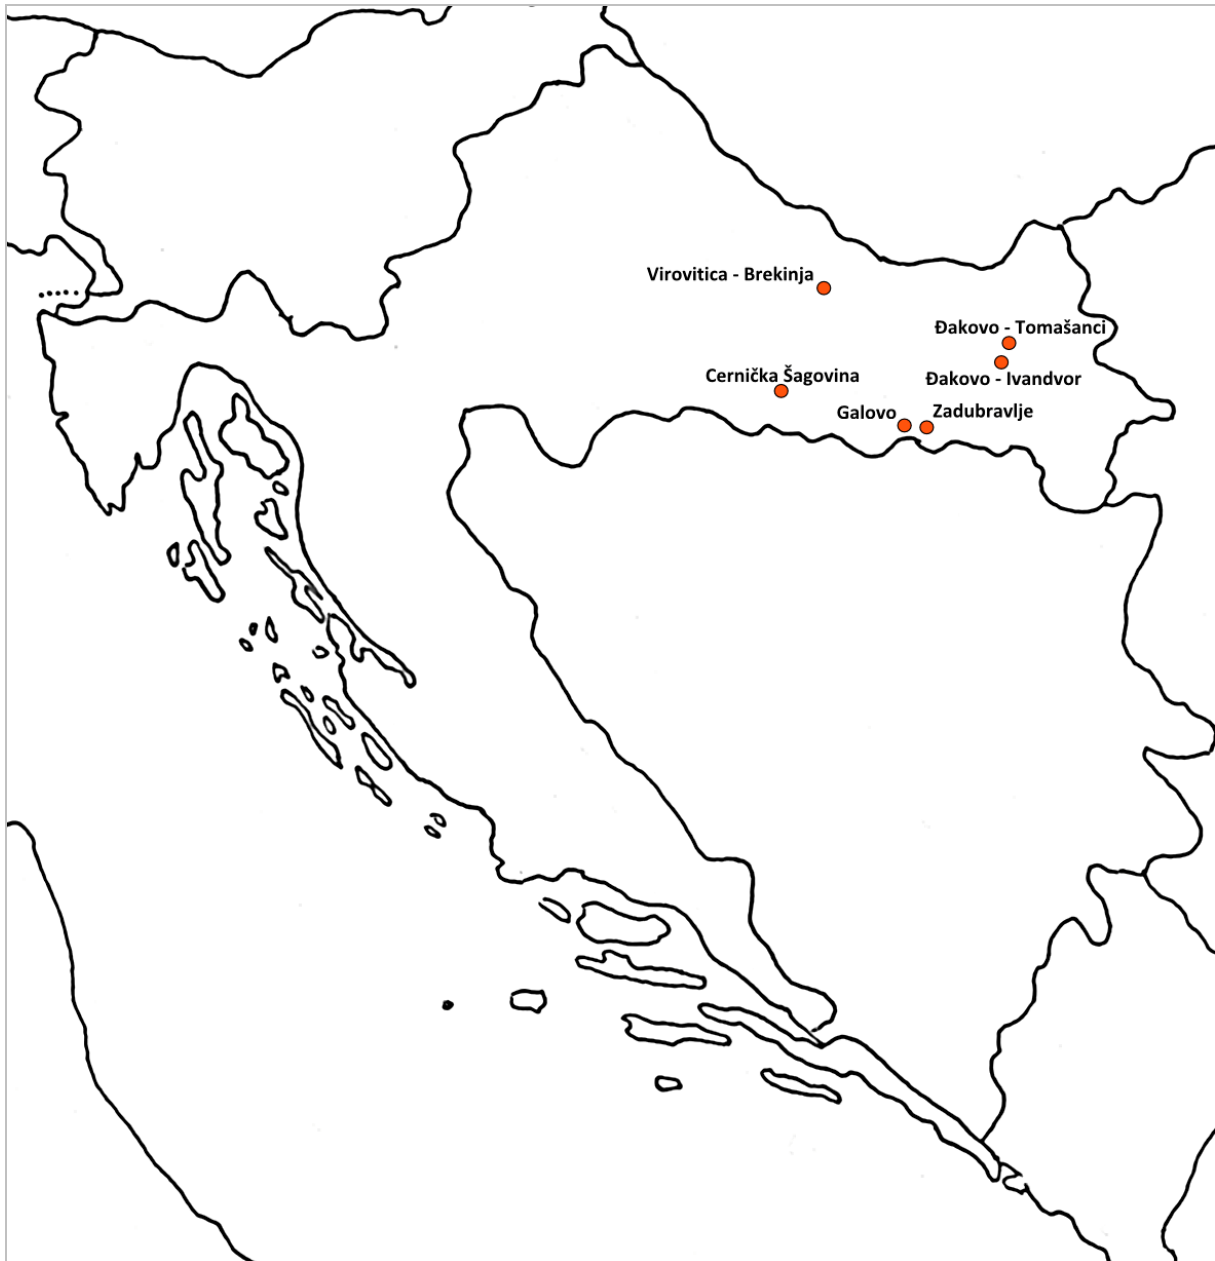 Virovitica - Brekinja
Đakovo - Tomašanci
Cernička Šagovina
Đakovo - Ivandvor
Galovo
Zadubravlje